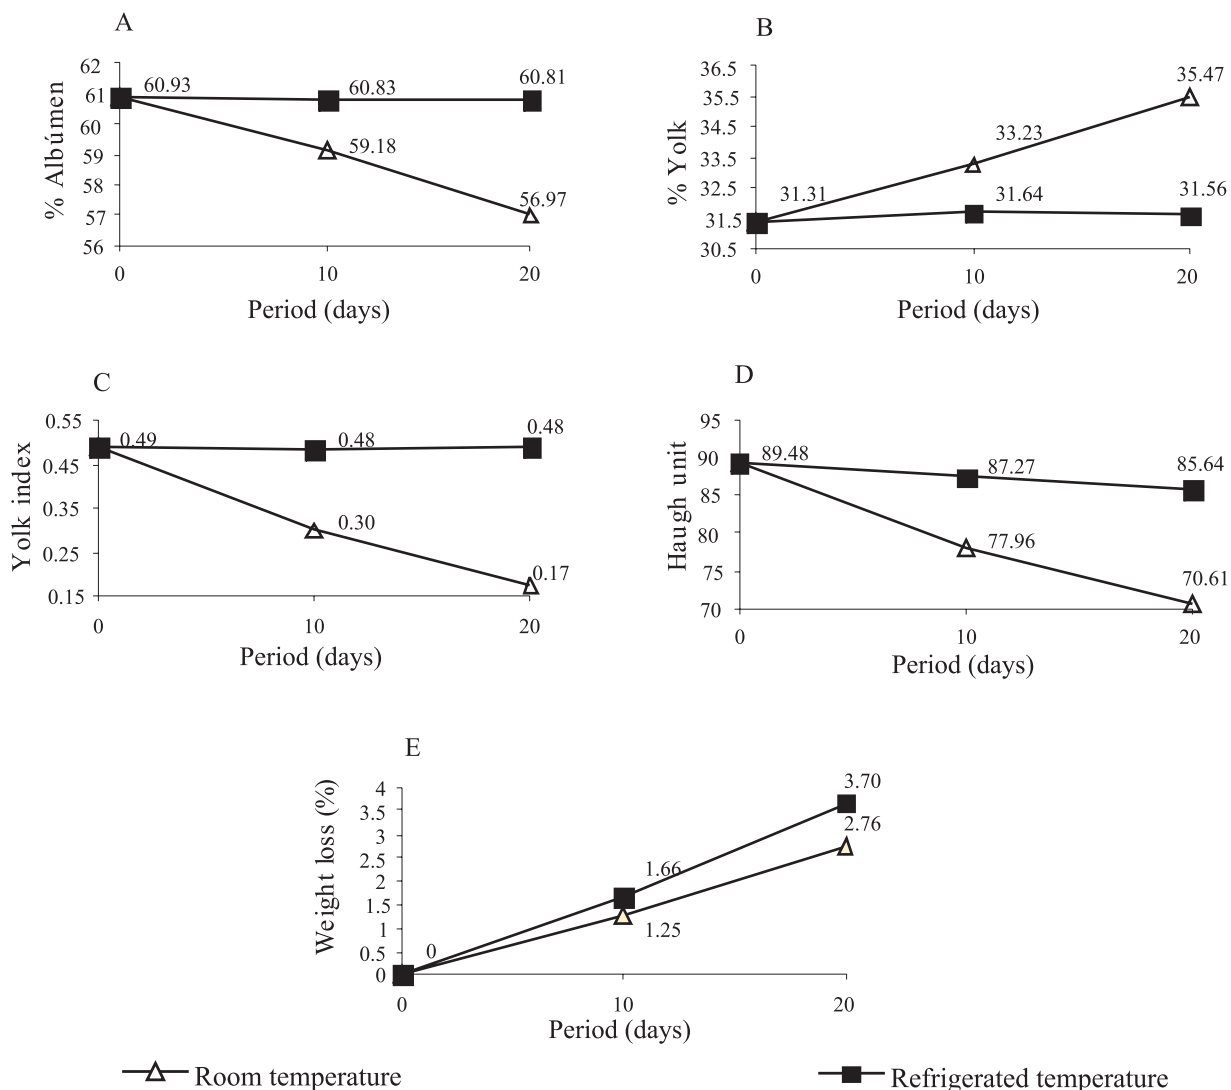 A
62
61
60
59
58
57
56
% Albúmen
60.93
60.83
60.81
59.18
56.97
0 10 20
Period (days)
B
36.5
35.5
34.5
33.5
32.5
31.5
30.5
% Yolk
35.47
33.23
31.31
31.64
31.56
0 10 20
Period (days)
C
0.55
0.45
0.35
0.25
0.15
Yolk index
0.49
0.48
0.48
0.30
0.17
0 10 20
Period (days)
D
95
90
85
80
75
70
Haugh unit
89.48
87.27
85.64
77.96
70.61
0 10 20
Period (days)
E
4
3.5
3
2.5
2
1.5
1
0.5
0
Weight loss (%)
3.70
2.76
1.66
1.25
0
0 10 20
Period (days)
Room temperature
Refrigerated temperature